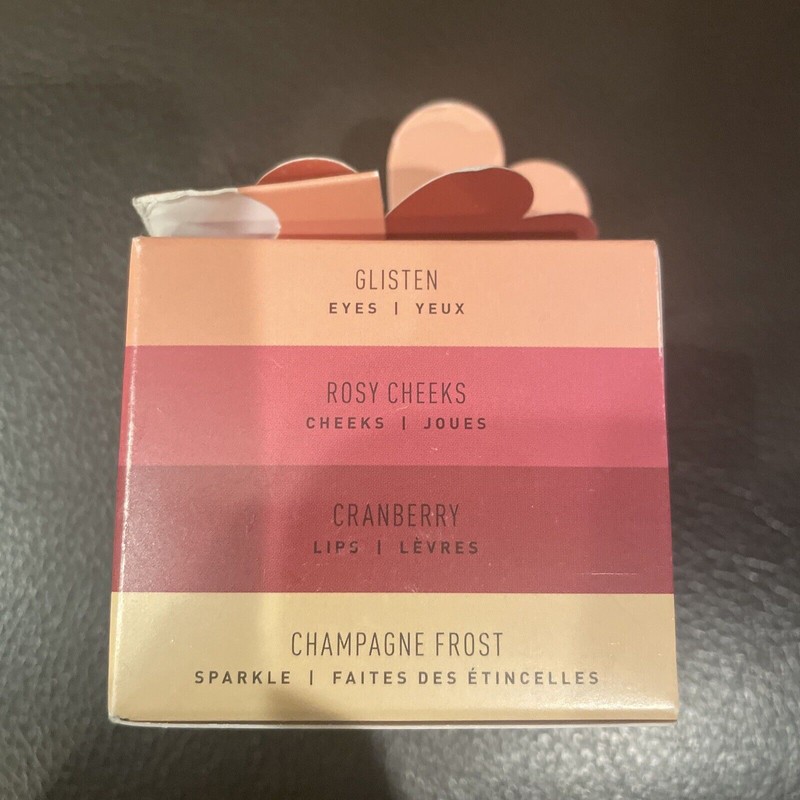 GLISTEN
EYES | YEUX
ROSY CHEEKS
CHEEKS | JOUES
CRANBERRY
LIPS | LÈVRES
CHAMPAGNE FROST
SPARKLE | FAITES DES ÉTINCELLES